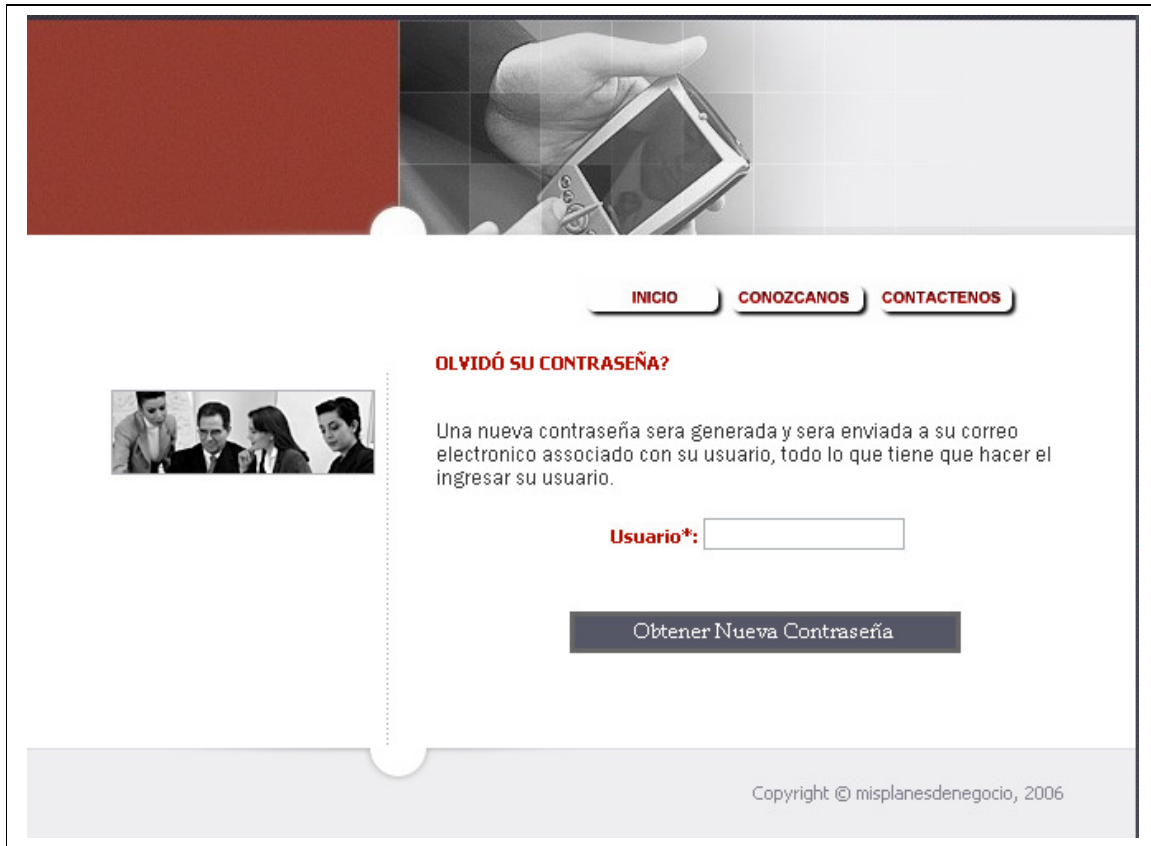 INICIO CONOZCANOS CONTACTENOS
OLVIDÓ SU CONTRASEÑA?
Una nueva contraseña sera generada y sera enviada a su correo
electronico associado con su usuario, todo lo que tiene que hacer el
ingresar su usuario.
Usuario*:
Obtener Nueva Contraseña
Copyright © misplanesdenegocio, 2006